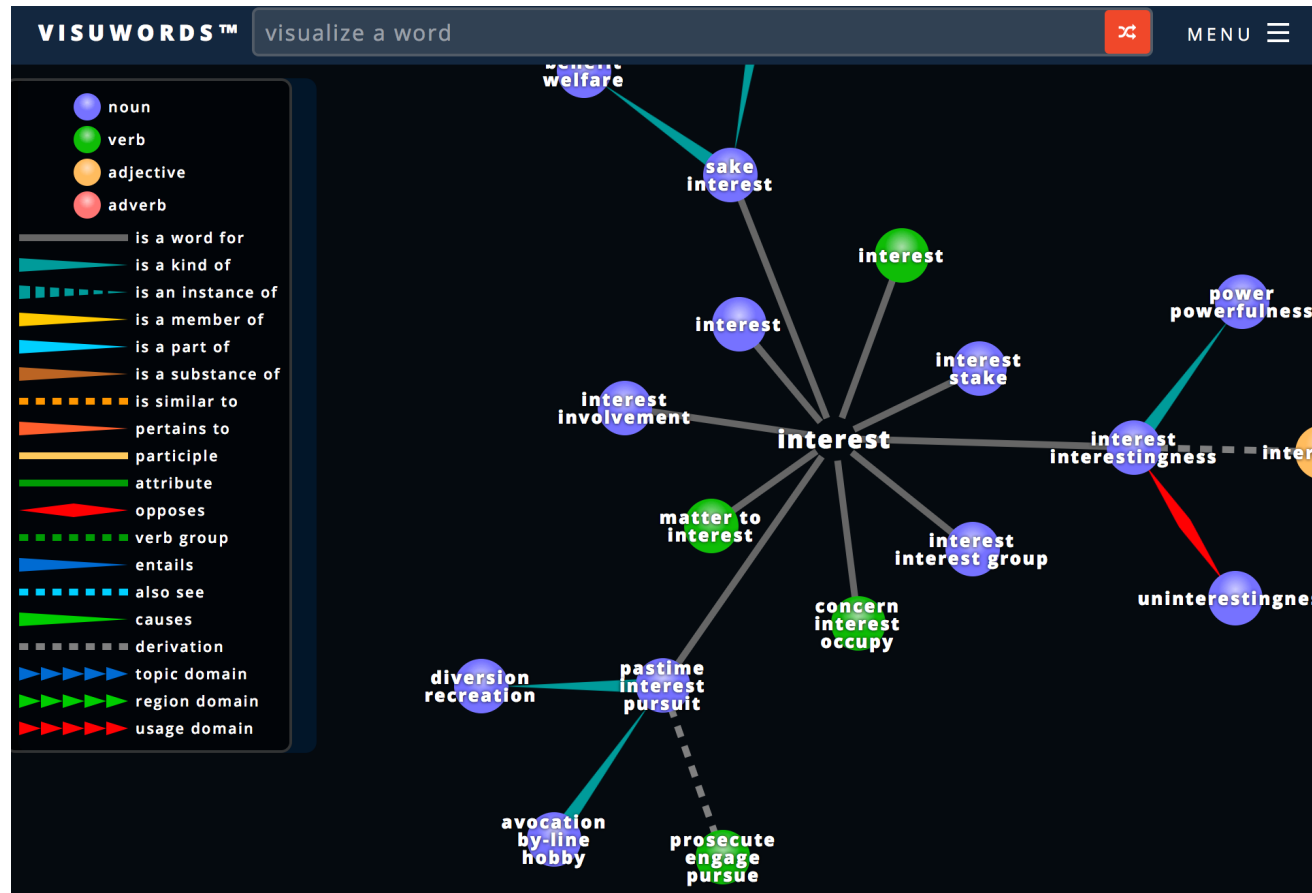 VISUWORDS™
visualize a word
MENU
noun
verb
adjective
adverb
is a word for
is a kind of
is an instance of
is a member of
is a part of
is a substance of
is similar to
pertains to
participle
attribute
opposes
verb group
entails
also see
causes
derivation
topic domain
region domain
usage domain
benefit
welfare
sake
interest
interest
interest
interest
stake
interest
involvement
interest
power
powerfulness
interest
interestingness
inter
matter to
interest
interest
interest group
uninterestingnes
concern
interest
occupy
pastime
interest
pursuit
diversion
recreation
avocation
by-line
hobby
prosecute
engage
pursue